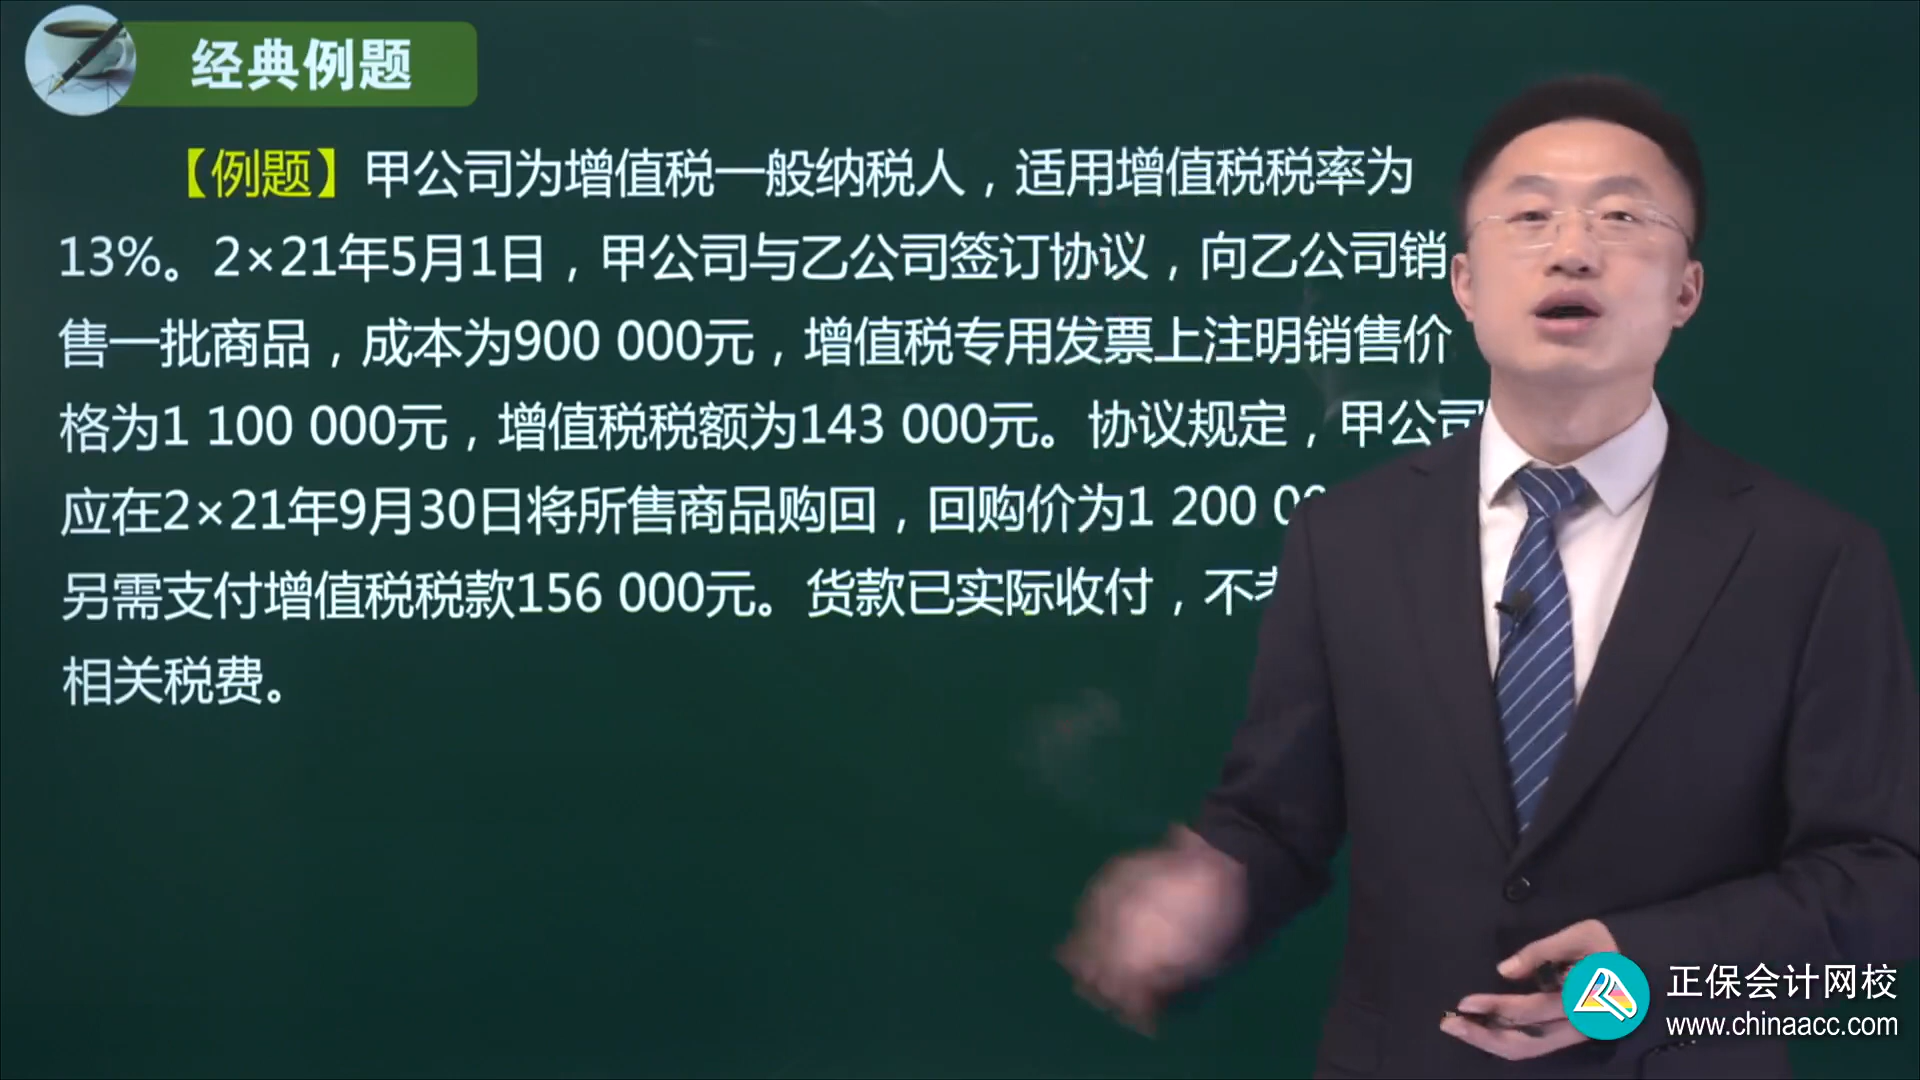 经典例题
【例题】甲公司为增值税一般纳税人，适用增值税税率为
13%。2×21年5月1日，甲公司与乙公司签订协议，向乙公司销
售一批商品，成本为900 000元，增值税专用发票上注明销售价
格为1 100 000元，增值税税额为143 000元。协议规定，甲公司
应在2×21年9月30日将所售商品购回，回购价为1 200 0
另需支付增值税税款156 000元。货款已实际收付，不
相关税费。
正保会计网校
www.chinaacc.com